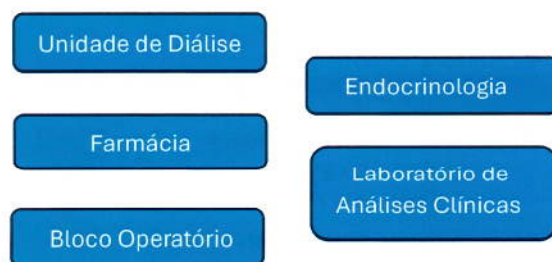 Unidade de Diálise
Farmácia
Bloco Operatório
Endocrinologia
Laboratório de
Análises Clínicas